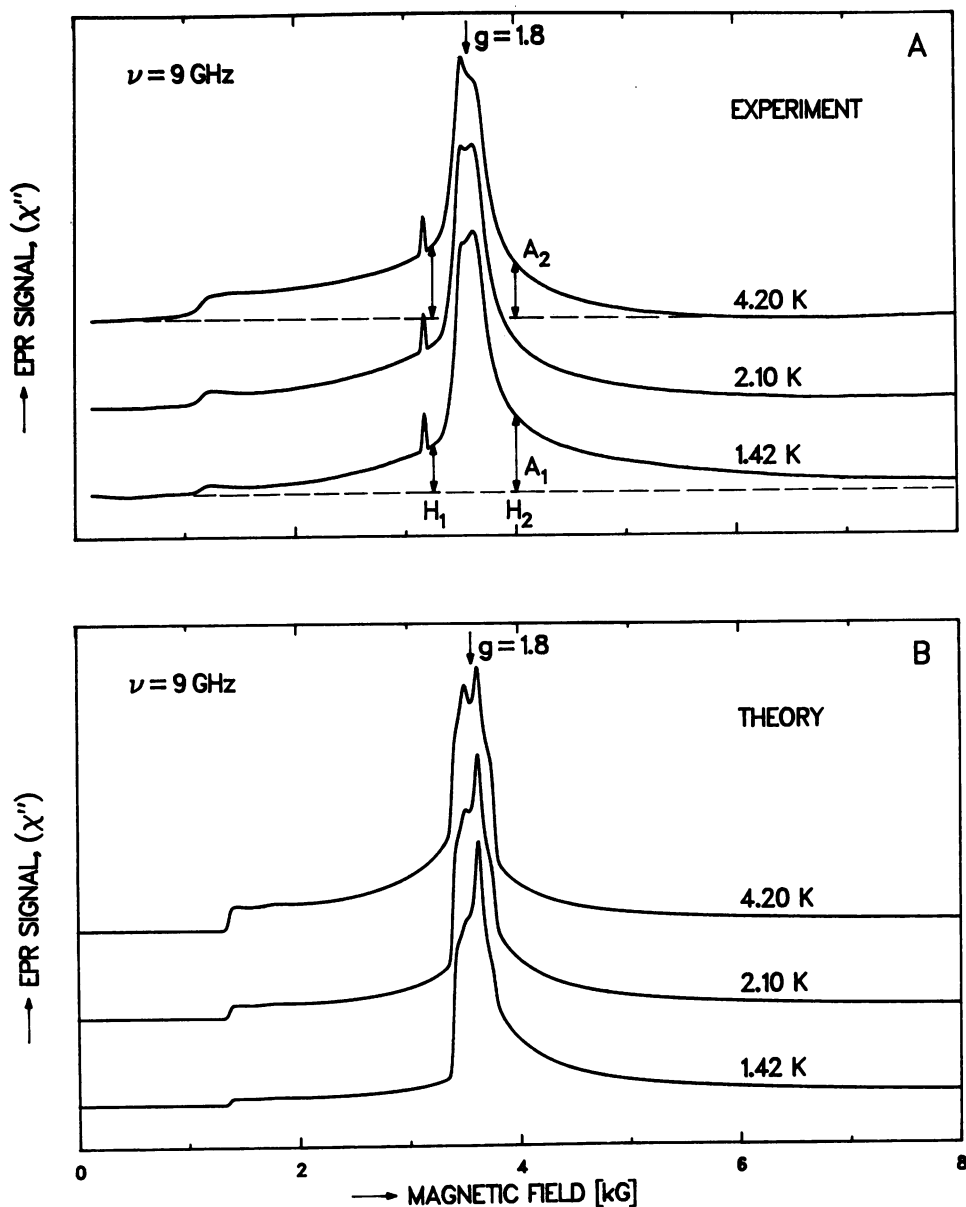 g=1.8
A
ν = 9 GHz
EXPERIMENT
A₂
4.20 K
2.10 K
1.42 K
A₁
H₁ H₂
→ EPR SIGNAL, (χ'')
g=1.8
B
ν = 9 GHz
THEORY
4.20 K
2.10 K
1.42 K
→ EPR SIGNAL, (χ'')
0 2 4 6 8
→ MAGNETIC FIELD [kG]